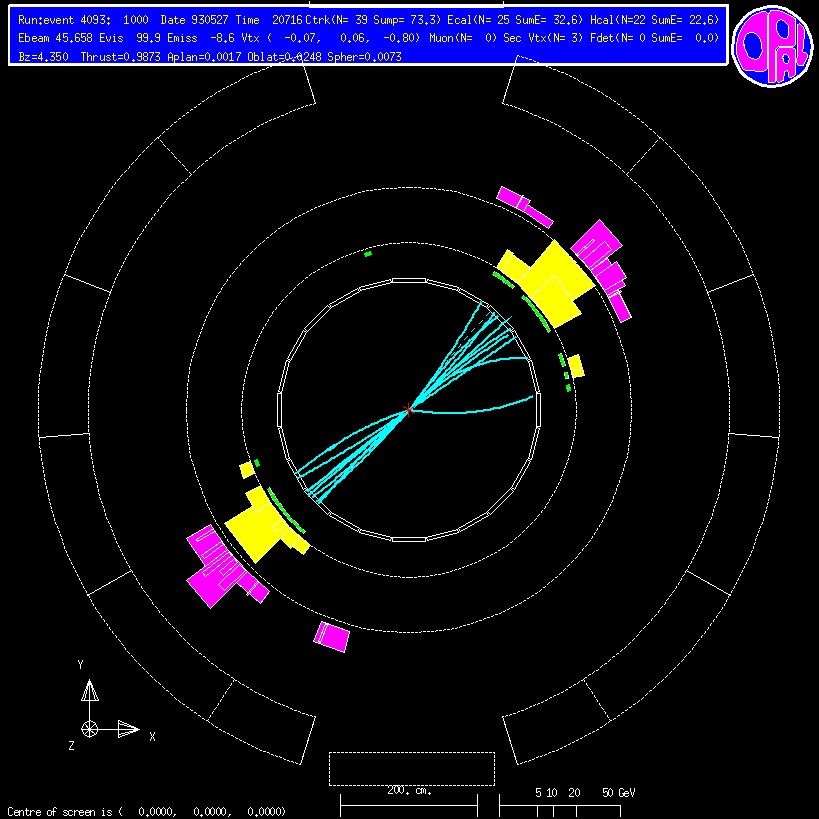 Run:event 4093: 1000 Date 930527 Time 20716 Ctrk(N= 39 Sump= 73.3) Ecal(N= 25 SumE= 32.6) Hcal(N=22 SumE= 22.6)
Ebeam 45.658 Evis 99.9 Emiss -8.6 Vtx ( -0.07, 0.06, -0.80) Muon(N= 0) Sec Vtx(N= 3) Fdet(N= 0 SumE= 0.0)
Bz=4.350 Thrust=0.9873 Aplan=0.0017 Oblat=0.0248 Spher=0.0073
OPAL
Y
Z X
200. cm.
5 10 20 50 GeV
Centre of screen is ( 0.0000, 0.0000, 0.0000)